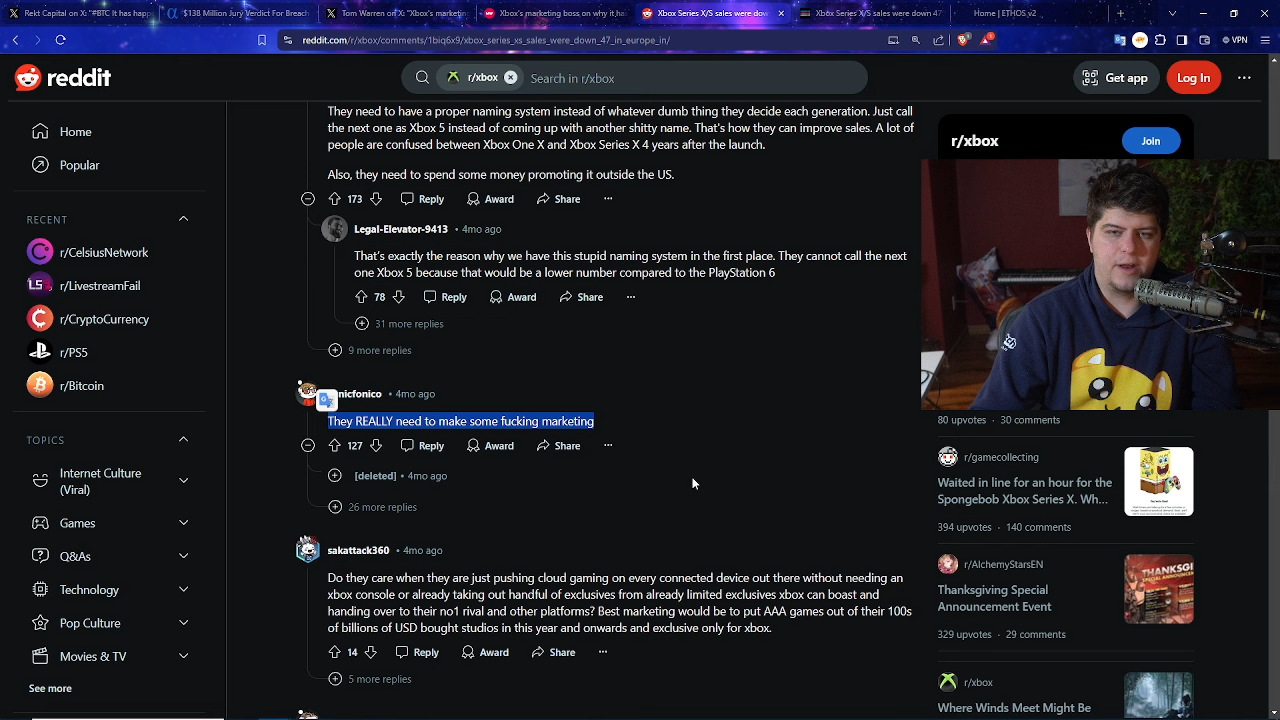 Rekt Capital on X: "#BTC It has hap
$138 Million Jury Verdict For Breach
Tom Warren on X: "Xbox's marketing
Xbox's marketing boss on why it ha
Xbox Series X/S sales were dow
Xbox Series X/S sales were down 47
Home | ETHOS_v2
reddit.com/r/xbox/comments/1biq6x9/xbox_series_xs_sales_were_down_47_in_europe_in/
VPN
reddit
r/xbox
Search in r/xbox
Get app
Log In
Home
Popular
RECENT
r/CelsiusNetwork
r/LivestreamFail
r/CryptoCurrency
r/PS5
r/Bitcoin
TOPICS
Internet Culture
(Viral)
Games
Q&As
Technology
Pop Culture
Movies & TV
See more
They need to have a proper naming system instead of whatever dumb thing they decide each generation. Just call
the next one as Xbox 5 instead of coming up with another shitty name. That's how they can improve sales. A lot of
people are confused between Xbox One X and Xbox Series X 4 years after the launch.
Also, they need to spend some money promoting it outside the US.
173 Reply Award Share
Legal-Elevator-9413 • 4mo ago
That's exactly the reason why we have this stupid naming system in the first place. They cannot call the next
one Xbox 5 because that would be a lower number compared to the PlayStation 6
78 Reply Award Share
31 more replies
9 more replies
micfonico • 4mo ago
They REALLY need to make some fucking marketing
127 Reply Award Share
[deleted] • 4mo ago
26 more replies
sakattack360 • 4mo ago
Do they care when they are just pushing cloud gaming on every connected device out there without needing an
xbox console or already taking out handful of exclusives from already limited exclusives xbox can boast and
handing over to their no1 rival and other platforms? Best marketing would be to put AAA games out of their 100s
of billions of USD bought studios in this year and onwards and exclusive only for xbox.
14 Reply Award Share
5 more replies
r/xbox
Join
80 upvotes • 30 comments
r/gamecollecting
Waited in line for an hour for the
Spongebob Xbox Series X. Wh...
394 upvotes • 140 comments
r/AlchemyStarsEN
Thanksgiving Special
Announcement Event
329 upvotes • 29 comments
r/xbox
Where Winds Meet Might Be